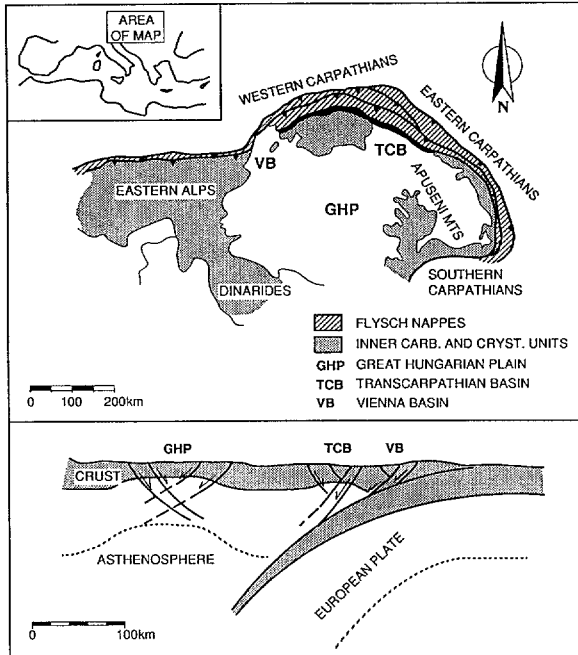 AREA
OF MAP
N
WESTERN CARPATHIANS
EASTERN CARPATHIANS
VB
TCB
EASTERN ALPS
GHP
APUSENI MTS
DINARIDES
SOUTHERN
CARPATHIANS
FLYSCH NAPPES
INNER CARB. AND CRYST. UNITS
GHP GREAT HUNGARIAN PLAIN
TCB TRANSCARPATHIAN BASIN
VB VIENNA BASIN
0 100 200km
GHP TCB VB
CRUST
ASTHENOSPHERE
EUROPEAN PLATE
0 100km